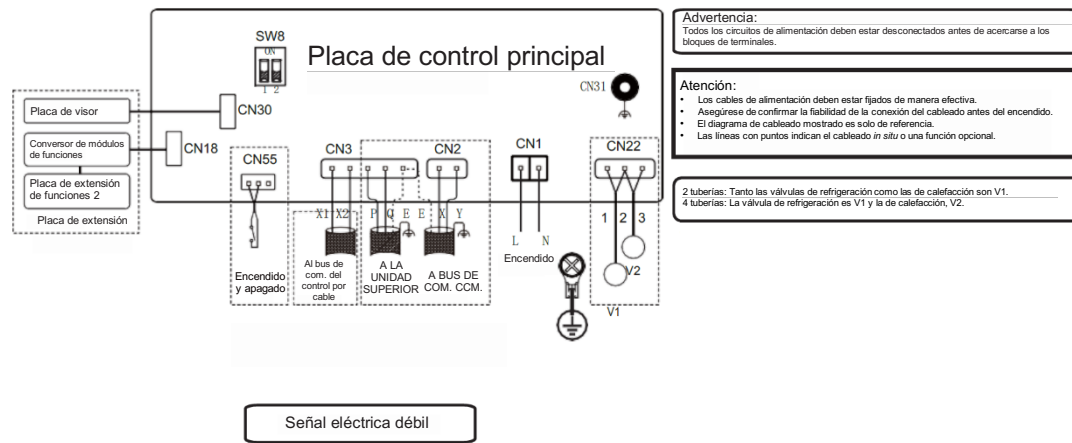 SW8
ON
1 2
Placa de control principal
CN31
Placa de visor
CN30
Conversor de módulos
de funciones
CN18
Placa de extensión
de funciones 2
Placa de extensión
CN55
CN3
CN2
CN1
CN22
X1 X2
P Q E
E X Y
L N
1 2 3
Encendido
V2
V1
Encendido
y apagado
Al bus de
com. del
control por
cable
A LA
UNIDAD
SUPERIOR
A BUS DE
COM. CCM.
Advertencia:
Todos los circuitos de alimentación deben estar desconectados antes de acercarse a los
bloques de terminales.
Atención:
• Los cables de alimentación deben estar fijados de manera efectiva.
• Asegúrese de confirmar la fiabilidad de la conexión del cableado antes del encendido.
• El diagrama de cableado mostrado es solo de referencia.
• Las líneas con puntos indican el cableado in situ o una función opcional.
2 tuberías: Tanto las válvulas de refrigeración como las de calefacción son V1.
4 tuberías: La válvula de refrigeración es V1 y la de calefacción, V2.
Señal eléctrica débil